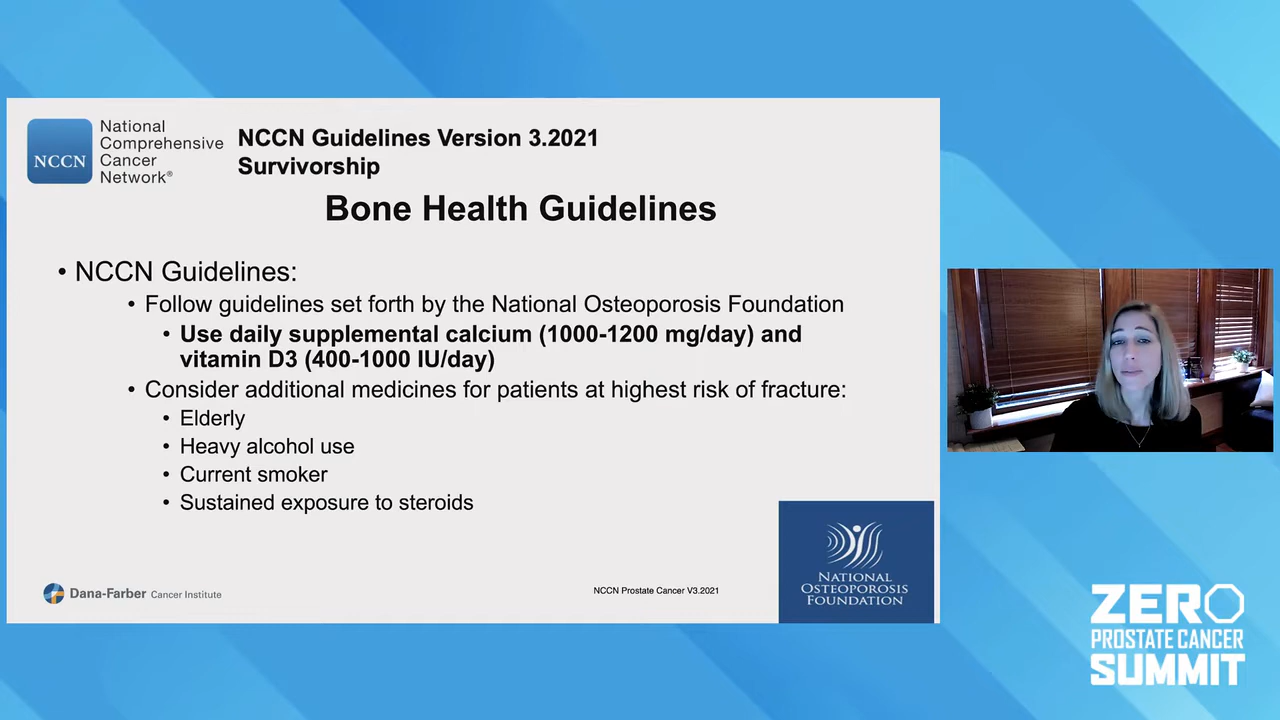 NCCN
National
Comprehensive
Cancer
Network®
NCCN Guidelines Version 3.2021
Survivorship
Bone Health Guidelines
• NCCN Guidelines:
• Follow guidelines set forth by the National Osteoporosis Foundation
• Use daily supplemental calcium (1000-1200 mg/day) and
vitamin D3 (400-1000 IU/day)
• Consider additional medicines for patients at highest risk of fracture:
• Elderly
• Heavy alcohol use
• Current smoker
• Sustained exposure to steroids
Dana-Farber Cancer Institute
NCCN Prostate Cancer V3.2021
NATIONAL
OSTEOPOROSIS
FOUNDATION
ZERO
PROSTATE CANCER
SUMMIT